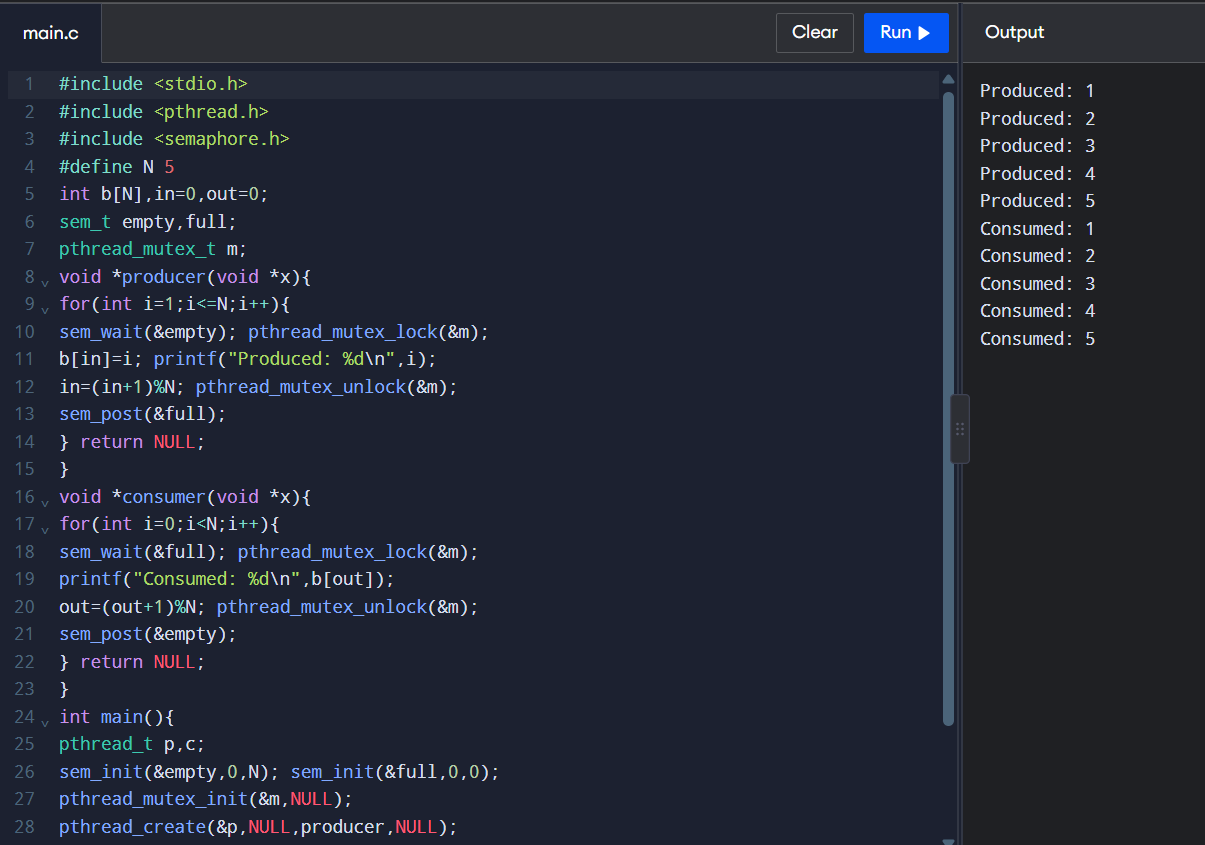 main.c
Clear
Run
Output
1 #include <stdio.h>
2 #include <pthread.h>
3 #include <semaphore.h>
4 #define N 5
5 int b[N],in=0,out=0;
6 sem_t empty,full;
7 pthread_mutex_t m;
8 void *producer(void *x){
9 for(int i=1;i<=N;i++){
10 sem_wait(&empty); pthread_mutex_lock(&m);
11 b[in]=i; printf("Produced: %d\n",i);
12 in=(in+1)%N; pthread_mutex_unlock(&m);
13 sem_post(&full);
14 } return NULL;
15 }
16 void *consumer(void *x){
17 for(int i=0;i<N;i++){
18 sem_wait(&full); pthread_mutex_lock(&m);
19 printf("Consumed: %d\n",b[out]);
20 out=(out+1)%N; pthread_mutex_unlock(&m);
21 sem_post(&empty);
22 } return NULL;
23 }
24 int main(){
25 pthread_t p,c;
26 sem_init(&empty,0,N); sem_init(&full,0,0);
27 pthread_mutex_init(&m,NULL);
28 pthread_create(&p,NULL,producer,NULL);
Produced: 1
Produced: 2
Produced: 3
Produced: 4
Produced: 5
Consumed: 1
Consumed: 2
Consumed: 3
Consumed: 4
Consumed: 5